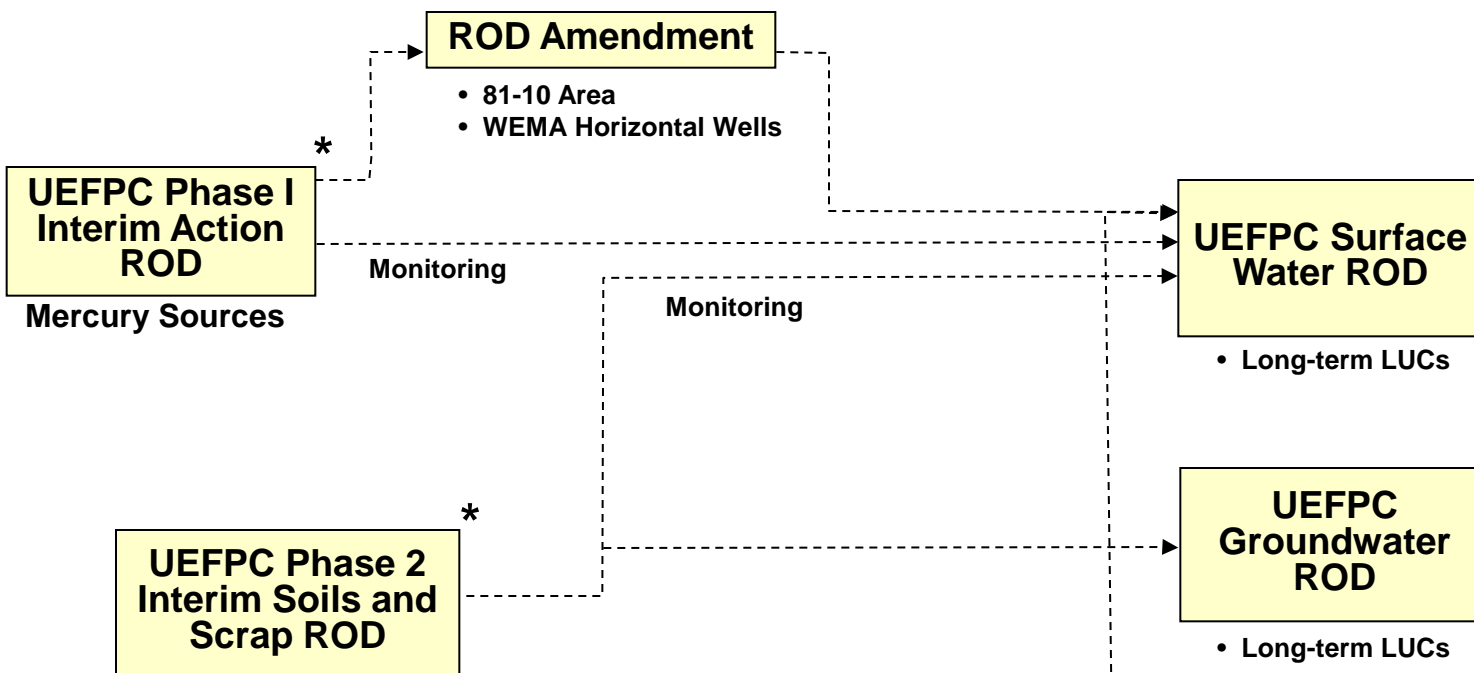 ROD Amendment
• 81-10 Area
• WEMA Horizontal Wells
*
UEFPC Phase I
Interim Action
ROD
Mercury Sources
Monitoring
Monitoring
UEFPC Surface
Water ROD
• Long-term LUCs
*
UEFPC Phase 2
Interim Soils and
Scrap ROD
UEFPC
Groundwater
ROD
• Long-term LUCs